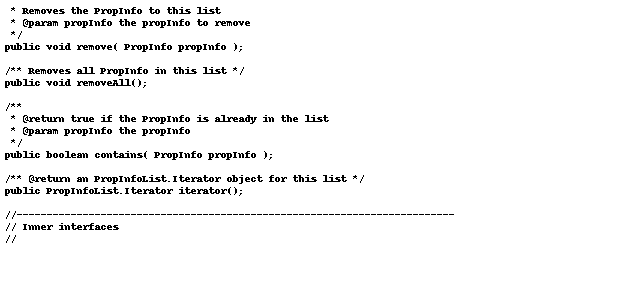 * Removes the PropInfo to this list
* @param propInfo the propInfo to remove
*/
public void remove( PropInfo propInfo );
/** Removes all PropInfo in this list */
public void removeAll();
/**
* @return true if the PropInfo is already in the list
* @param propInfo the propInfo
*/
public boolean contains( PropInfo propInfo );
/** @return an PropInfoList.Iterator object for this list */
public PropInfoList.Iterator iterator();
//-------------------------------------------------------------------------
// Inner interfaces
//